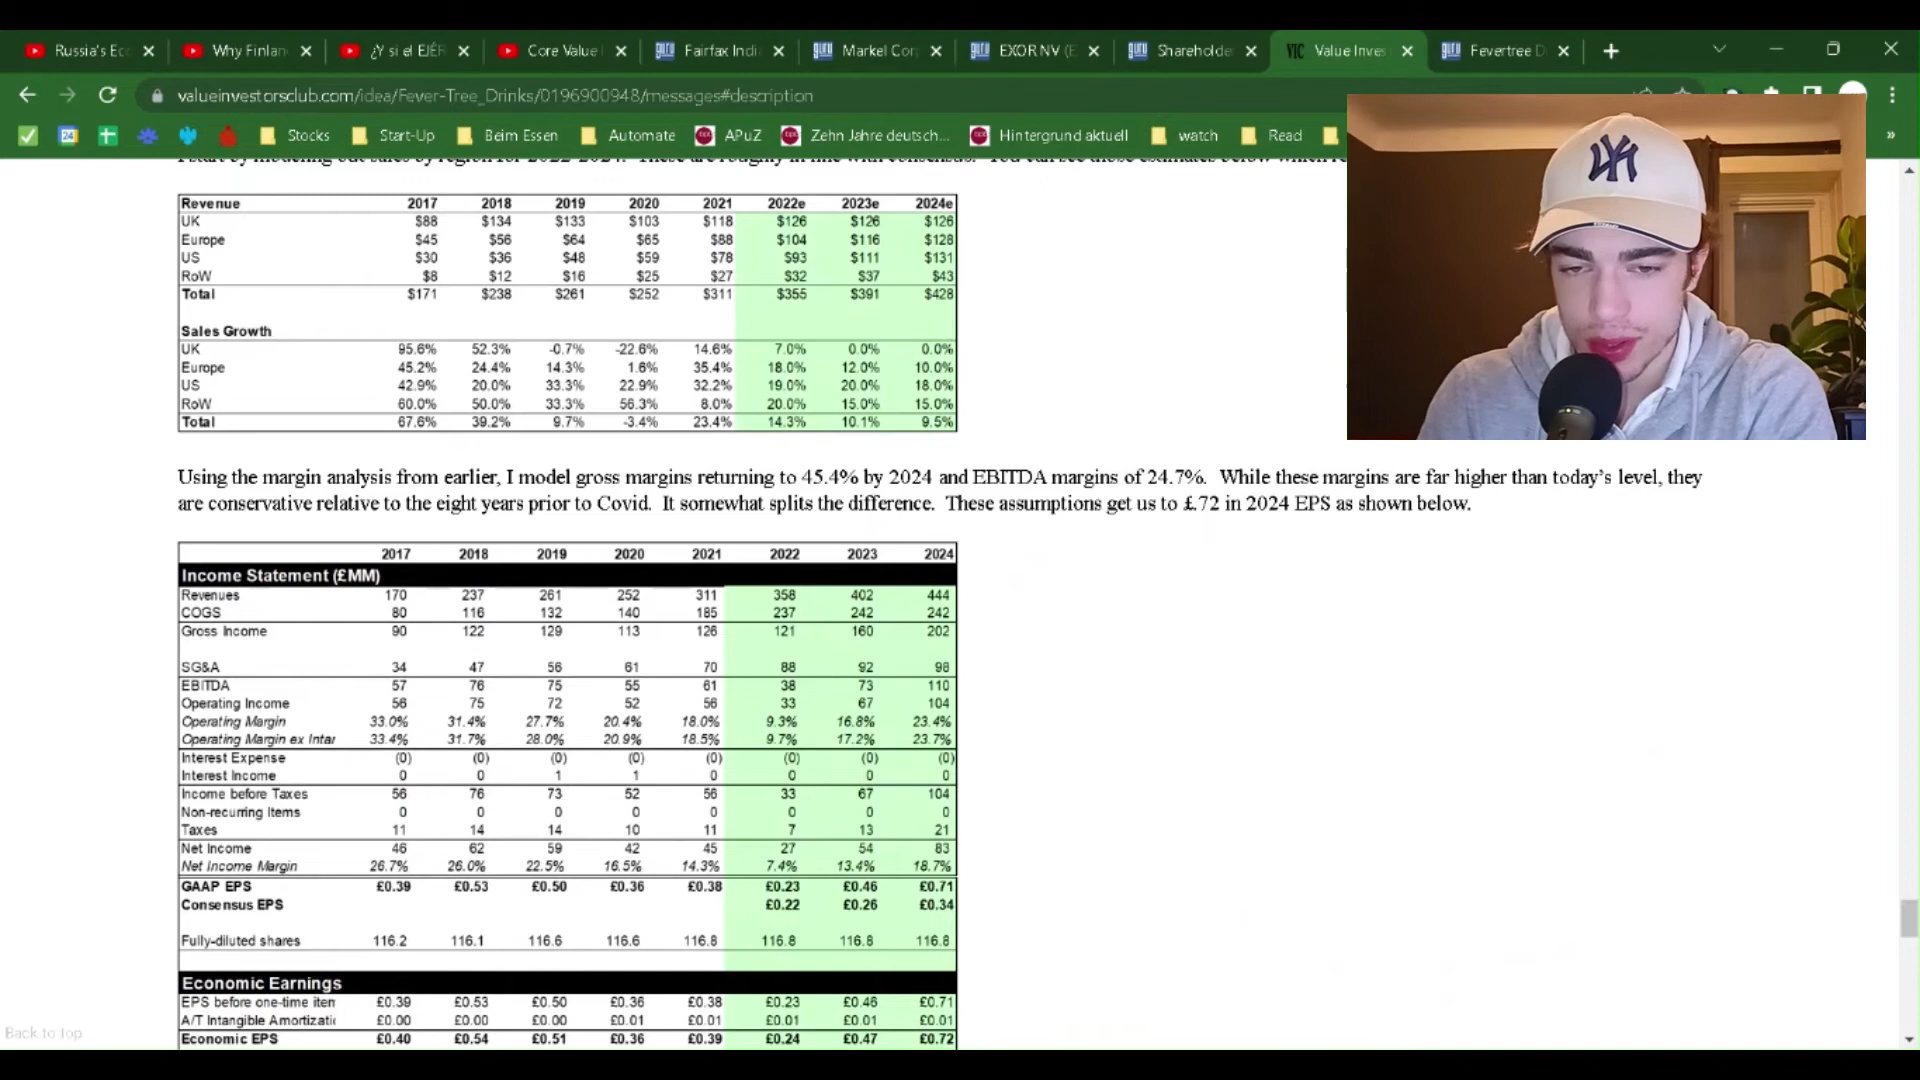 Russia's Ec
Why Finlan
¿Y si el EJÉR
Core Value
Fairfax Indi
Markel Cor
EXOR NV (E
Shareholde
VIC Value Inves
Fevertree D
valueinvestorsclub.com/idea/Fever-Tree_Drinks/0196900948/messages#description
24 Stocks Start-Up Beim Essen Automate APuZ Zehn Jahre deutsch... Hintergrund aktuell watch Read »
Revenue 2017 2018 2019 2020 2021 2022e 2023e 2024e
UK $88 $134 $133 $103 $118 $126 $126 $126
Europe $45 $56 $64 $65 $88 $104 $116 $128
US $30 $36 $48 $59 $78 $93 $111 $131
RoW $8 $12 $16 $25 $27 $32 $37 $43
Total $171 $238 $261 $252 $311 $355 $391 $428
Sales Growth
UK 95.6% 52.3% -0.7% -22.6% 14.6% 7.0% 0.0% 0.0%
Europe 45.2% 24.4% 14.3% 1.6% 35.4% 18.0% 12.0% 10.0%
US 42.9% 20.0% 33.3% 22.9% 32.2% 19.0% 20.0% 18.0%
RoW 60.0% 50.0% 33.3% 56.3% 8.0% 20.0% 15.0% 15.0%
Total 67.6% 39.2% 9.7% -3.4% 23.4% 14.3% 10.1% 9.5%
Using the margin analysis from earlier, I model gross margins returning to 45.4% by 2024 and EBITDA margins of 24.7%. While these margins are far higher than today's level, they
are conservative relative to the eight years prior to Covid. It somewhat splits the difference. These assumptions get us to £.72 in 2024 EPS as shown below.
2017 2018 2019 2020 2021 2022 2023 2024
Income Statement (£MM)
Revenues 170 237 261 252 311 358 402 444
COGS 80 116 132 140 185 237 242 242
Gross Income 90 122 129 113 126 121 160 202
SG&A 34 47 56 61 70 88 92 98
EBITDA 57 76 75 55 61 38 73 110
Operating Income 56 75 72 52 56 33 67 104
Operating Margin 33.0% 31.4% 27.7% 20.4% 18.0% 9.3% 16.8% 23.4%
Operating Margin ex Intar 33.4% 31.7% 28.0% 20.9% 18.5% 9.7% 17.2% 23.7%
Interest Expense (0) (0) (0) (0) (0) (0) (0) (0)
Interest Income 0 0 1 1 0 0 0 0
Income before Taxes 56 76 73 52 56 33 67 104
Non-recurring Items 0 0 0 0 0 0 0 0
Taxes 11 14 14 10 11 7 13 21
Net Income 46 62 59 42 45 27 54 83
Net Income Margin 26.7% 26.0% 22.5% 16.5% 14.3% 7.4% 13.4% 18.7%
GAAP EPS £0.39 £0.53 £0.50 £0.36 £0.38 £0.23 £0.46 £0.71
Consensus EPS £0.22 £0.26 £0.34
Fully-diluted shares 116.2 116.1 116.6 116.6 116.8 116.8 116.8 116.8
Economic Earnings
EPS before one-time iten £0.39 £0.53 £0.50 £0.36 £0.38 £0.23 £0.46 £0.71
A/T Intangible Amortizati £0.00 £0.00 £0.00 £0.01 £0.01 £0.01 £0.01 £0.01
Economic EPS £0.40 £0.54 £0.51 £0.36 £0.39 £0.24 £0.47 £0.72
Back to top